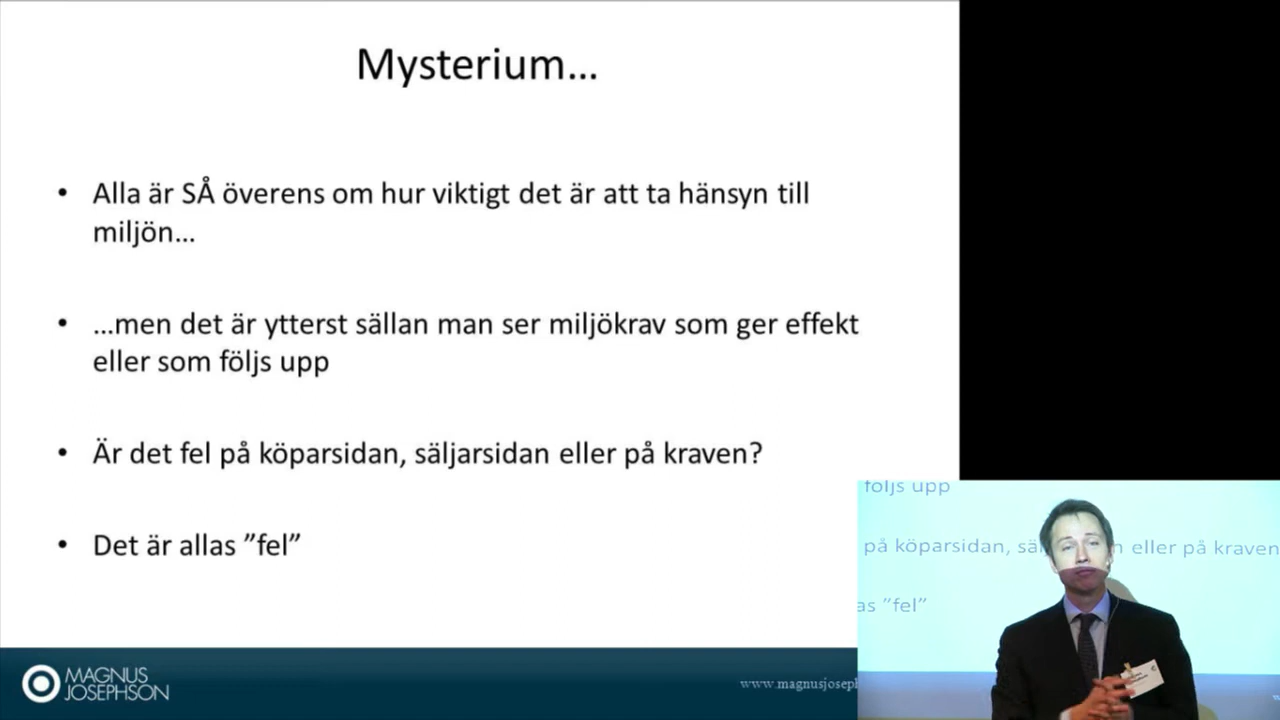 Mysterium...
• Alla är SÅ överens om hur viktigt det är att ta hänsyn till
miljön...
• ...men det är ytterst sällan man ser miljökrav som ger effekt
eller som följs upp
• Är det fel på köparsidan, säljarsidan eller på kraven?
• Det är allas ”fel”
MAGNUS
JOSEPHSON
www.magnusjoseph
följs upp
på köparsidan, sä n eller på kraven
as ”fel”